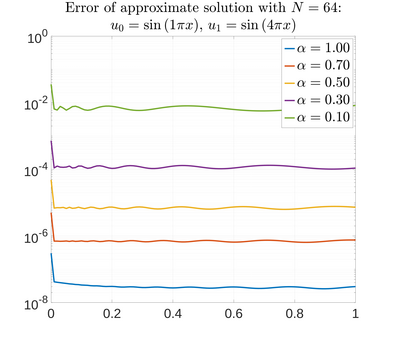 Error of approximate solution with N = 64:
u₀ = sin (1πx), u₁ = sin (4πx)
10⁰
10⁻²
10⁻⁴
10⁻⁶
10⁻⁸
α = 1.00
α = 0.70
α = 0.50
α = 0.30
α = 0.10
0 0.2 0.4 0.6 0.8 1